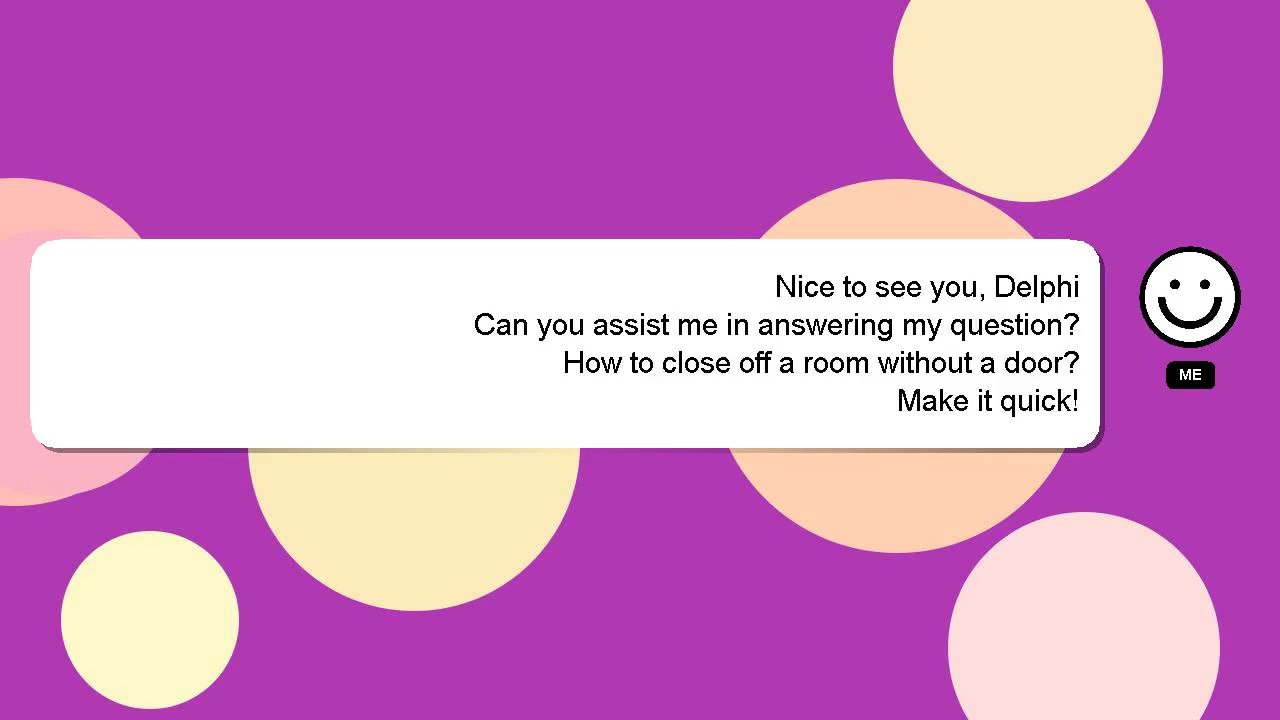 Nice to see you, Delphi
Can you assist me in answering my question?
How to close off a room without a door?
Make it quick!
ME